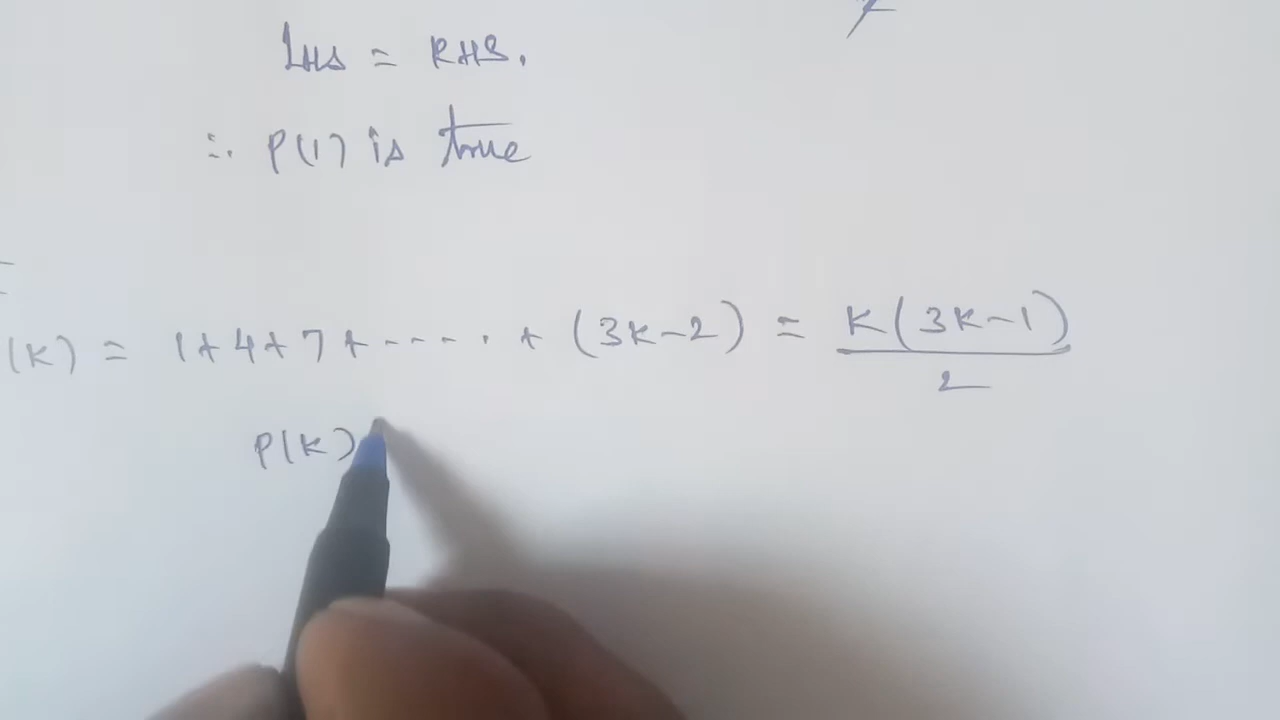 LHS = RHS.
∴ P(1) is true
(k) = 1+4+7+-----. + (3k-2) = k(3k-1)/2
P(k)